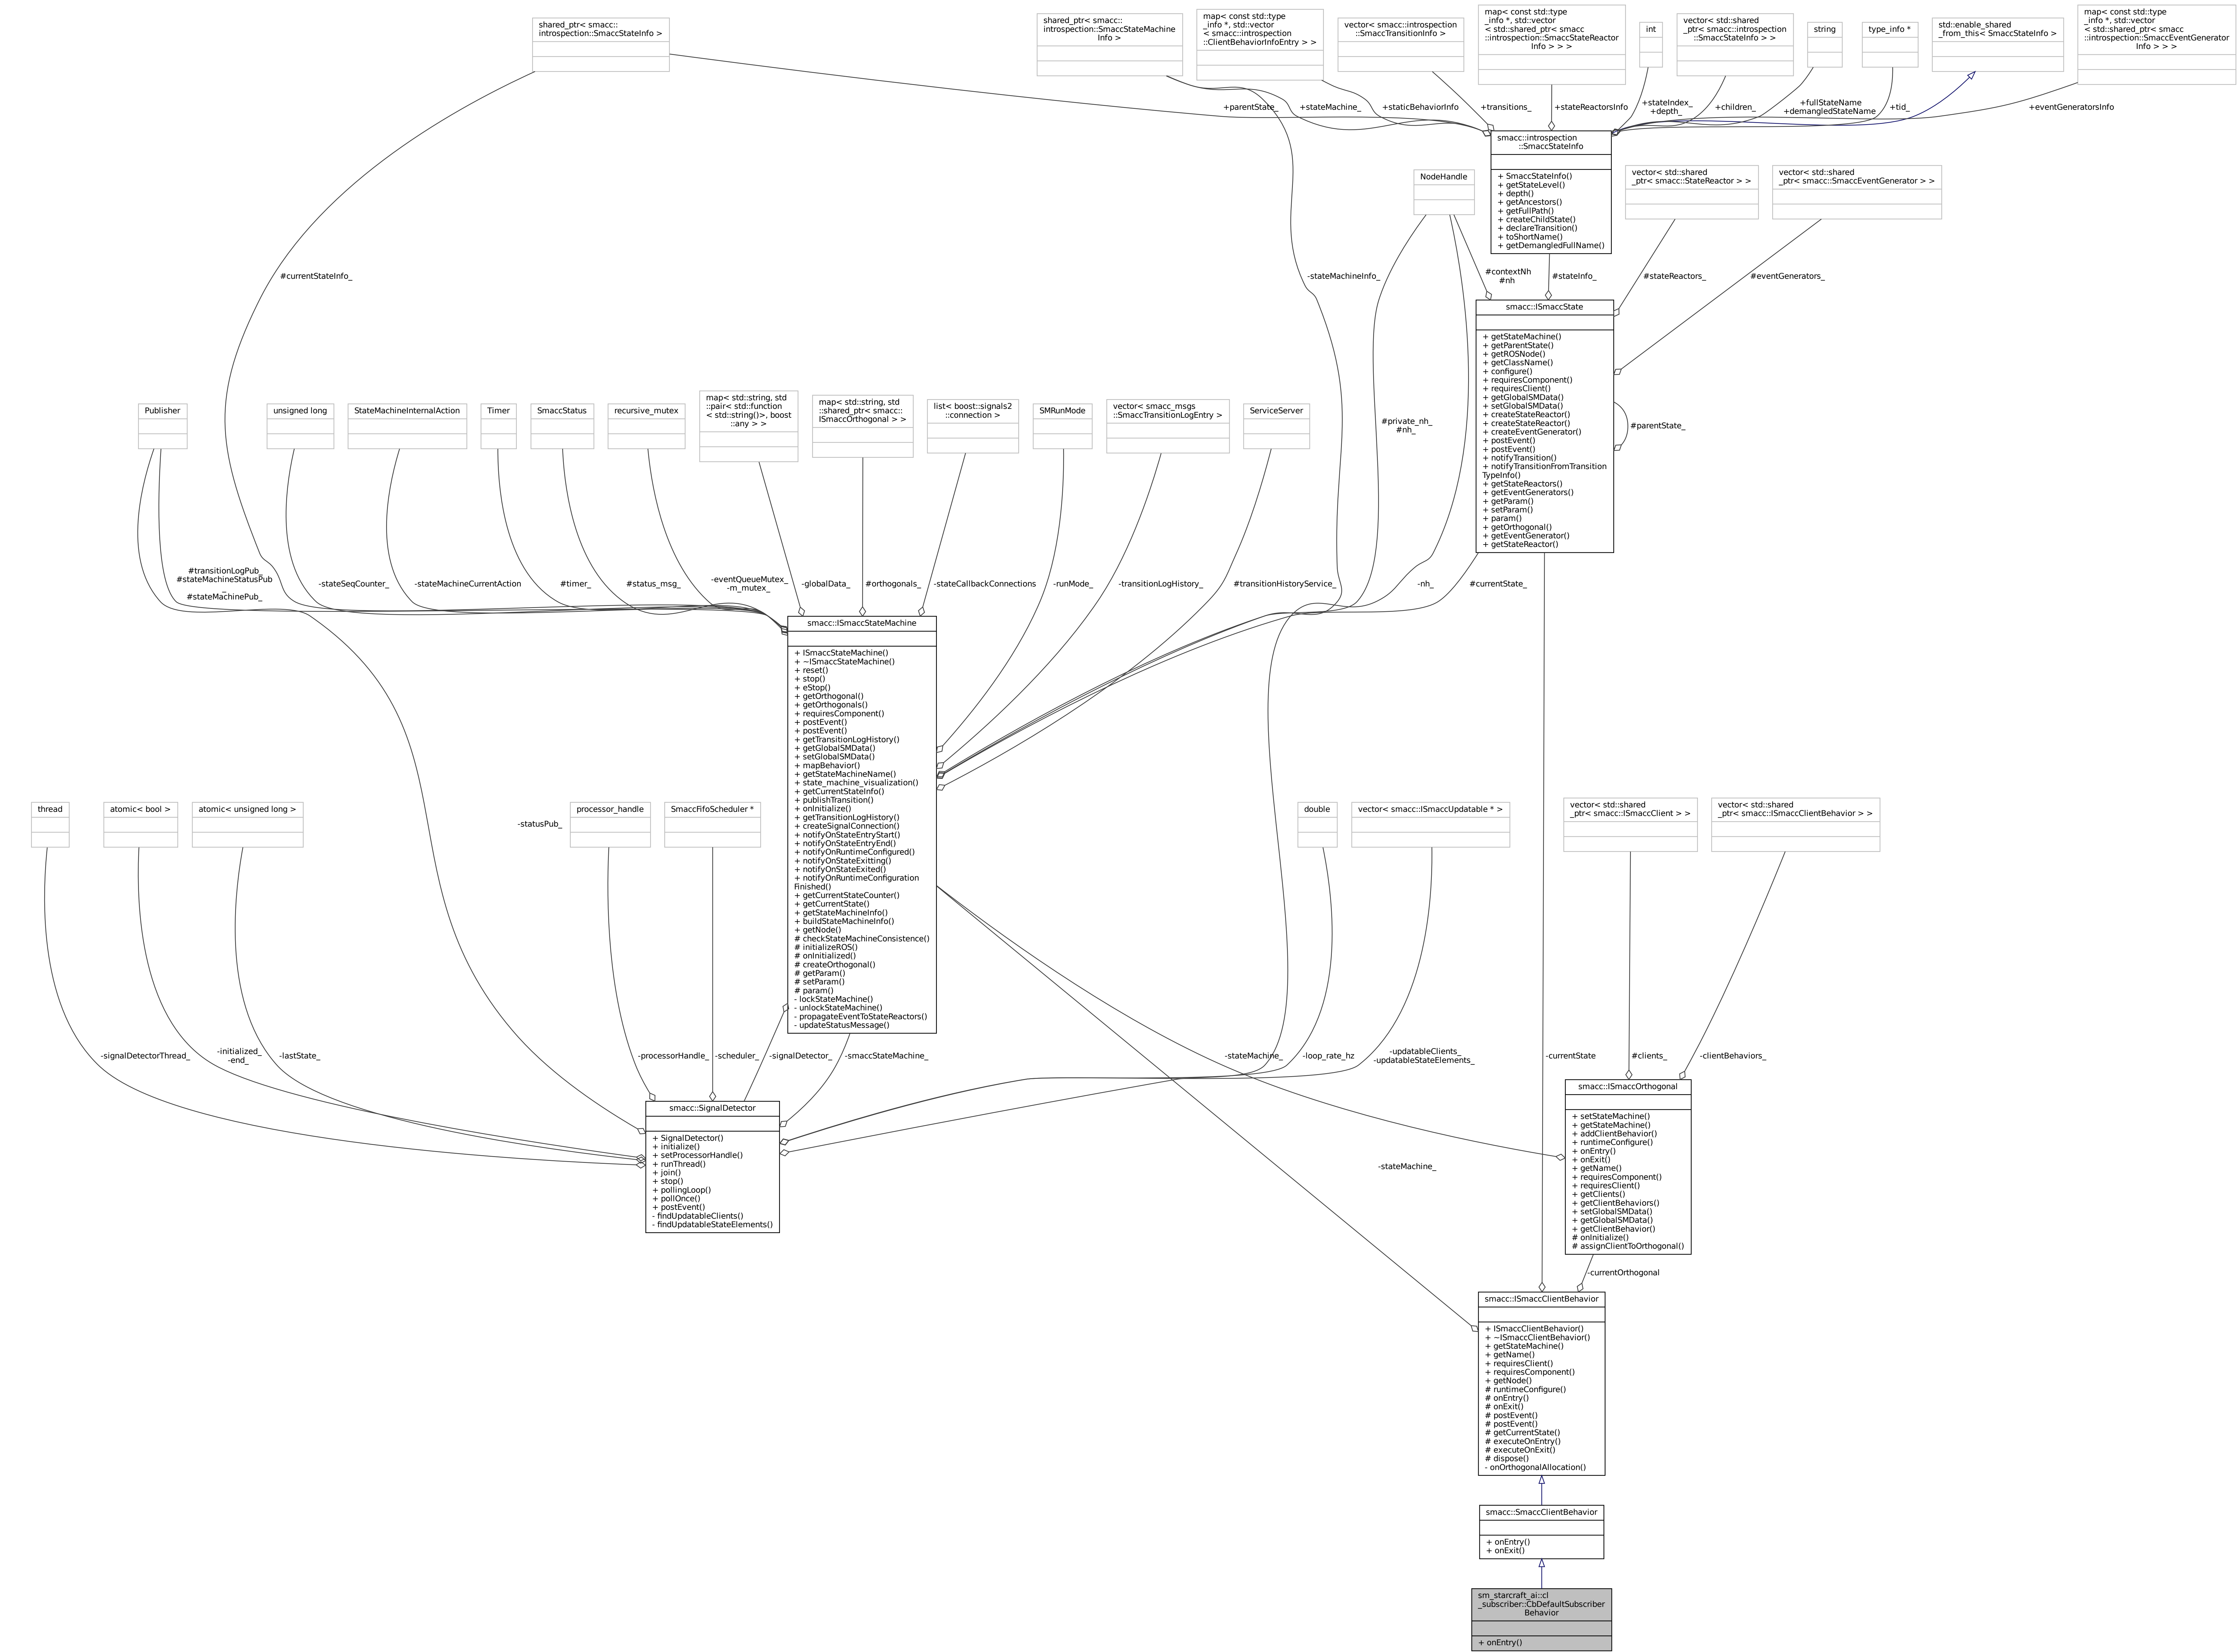 shared_ptr< smacc::
introspection::SmaccStateInfo >
shared_ptr< smacc::
introspection::SmaccStateMachine
Info >
map< const std::type
_info *, std::vector
< smacc::introspection
::ClientBehaviorInfoEntry > >
vector< smacc::introspection
::SmaccTransitionInfo >
map< const std::type
_info *, std::vector
< std::shared_ptr< smacc
::introspection::SmaccStateReactor
Info > > >
int
vector< std::shared
_ptr< smacc::introspection
::SmaccStateInfo > >
string
type_info *
std::enable_shared
_from_this< SmaccStateInfo >
map< const std::type
_info *, std::vector
< std::shared_ptr< smacc
::introspection::SmaccEventGenerator
Info > > >
+parentState_
+stateMachine_
+staticBehaviorInfo
+transitions_
+stateReactorsInfo
+stateIndex_
+depth_
+children_
+fullStateName
+demangledStateName
+tid_
+eventGeneratorsInfo
smacc::introspection
::SmaccStateInfo
+ SmaccStateInfo()
+ getStateLevel()
+ depth()
+ getAncestors()
+ getFullPath()
+ createChildState()
+ declareTransition()
+ toShortName()
+ getDemangledFullName()
NodeHandle
vector< std::shared
_ptr< smacc::StateReactor > >
vector< std::shared
_ptr< smacc::SmaccEventGenerator > >
#currentStateInfo_
-stateMachineInfo_
#contextNh
#nh
#stateInfo_
#stateReactors_
#eventGenerators_
smacc::ISmaccState
+ getStateMachine()
+ getParentState()
+ getROSNode()
+ getClassName()
+ configure()
+ requiresComponent()
+ requiresClient()
+ getGlobalSMData()
+ setGlobalSMData()
+ createStateReactor()
+ createStateReactor()
+ createEventGenerator()
+ postEvent()
+ postEvent()
+ notifyTransition()
+ notifyTransitionFromTransition
TypeInfo()
+ getStateReactors()
+ getEventGenerators()
+ getParam()
+ setParam()
+ param()
+ getOrthogonal()
+ getEventGenerator()
+ getStateReactor()
#parentState_
#private_nh_
#nh_
Publisher
unsigned long
StateMachineInternalAction
Timer
SmaccStatus
recursive_mutex
map< std::string, std
::pair< std::function
< std::string()>, boost
::any > >
map< std::string, std
::shared_ptr< smacc::
ISmaccOrthogonal > >
list< boost::signals2
::connection >
SMRunMode
vector< smacc_msgs
::SmaccTransitionLogEntry >
ServiceServer
#transitionLogPub_
#stateMachineStatusPub
_
#stateMachinePub_
-stateSeqCounter_
-stateMachineCurrentAction
#timer_
#status_msg_
-eventQueueMutex_
-m_mutex_
-globalData_
#orthogonals_
-stateCallbackConnections
-runMode_
-transitionLogHistory_
#transitionHistoryService_
-nh_
#currentState_
smacc::ISmaccStateMachine
+ ISmaccStateMachine()
+ ~ISmaccStateMachine()
+ reset()
+ stop()
+ eStop()
+ getOrthogonal()
+ getOrthogonals()
+ requiresComponent()
+ postEvent()
+ postEvent()
+ getTransitionLogHistory()
+ getGlobalSMData()
+ setGlobalSMData()
+ mapBehavior()
+ getStateMachineName()
+ state_machine_visualization()
+ getCurrentStateInfo()
+ publishTransition()
+ onInitialize()
+ getTransitionLogHistory()
+ createSignalConnection()
+ notifyOnStateEntryStart()
+ notifyOnStateEntryEnd()
+ notifyOnRuntimeConfigured()
+ notifyOnStateExitting()
+ notifyOnStateExited()
+ notifyOnRuntimeConfiguration
Finished()
+ getCurrentStateCounter()
+ getCurrentState()
+ getStateMachineInfo()
+ buildStateMachineInfo()
+ getNode()
# checkStateMachineConsistence()
# initializeROS()
# onInitialized()
# createOrthogonal()
# getParam()
# setParam()
# param()
- lockStateMachine()
- unlockStateMachine()
- propagateEventToStateReactors()
- updateStatusMessage()
thread
atomic< bool >
atomic< unsigned long >
-statusPub_
processor_handle
SmaccFifoScheduler *
double
vector< smacc::ISmaccUpdatable * >
vector< std::shared
_ptr< smacc::ISmaccClient > >
vector< std::shared
_ptr< smacc::ISmaccClientBehavior > >
-signalDetectorThread_
-initialized_
-end_
-lastState_
-processorHandle_
-scheduler_
-signalDetector_
-smaccStateMachine_
-stateMachine_
-loop_rate_hz
-updatableClients_
-updatableStateElements_
-currentState
#clients_
-clientBehaviors_
smacc::SignalDetector
+ SignalDetector()
+ initialize()
+ setProcessorHandle()
+ runThread()
+ join()
+ stop()
+ pollingLoop()
+ pollOnce()
+ postEvent()
- findUpdatableClients()
- findUpdatableStateElements()
smacc::ISmaccOrthogonal
+ setStateMachine()
+ getStateMachine()
+ addClientBehavior()
+ runtimeConfigure()
+ onEntry()
+ onExit()
+ getName()
+ requiresComponent()
+ requiresClient()
+ getClients()
+ getClientBehaviors()
+ setGlobalSMData()
+ getGlobalSMData()
+ getClientBehavior()
# onInitialize()
# assignClientToOrthogonal()
-stateMachine_
-currentOrthogonal
smacc::ISmaccClientBehavior
+ ISmaccClientBehavior()
+ ~ISmaccClientBehavior()
+ getStateMachine()
+ getName()
+ requiresClient()
+ requiresComponent()
+ getNode()
# runtimeConfigure()
# onEntry()
# onExit()
# postEvent()
# postEvent()
# getCurrentState()
# executeOnEntry()
# executeOnExit()
# dispose()
- onOrthogonalAllocation()
smacc::SmaccClientBehavior
+ onEntry()
+ onExit()
sm_starcraft_ai::cl
_subscriber::CbDefaultSubscriber
Behavior
+ onEntry()